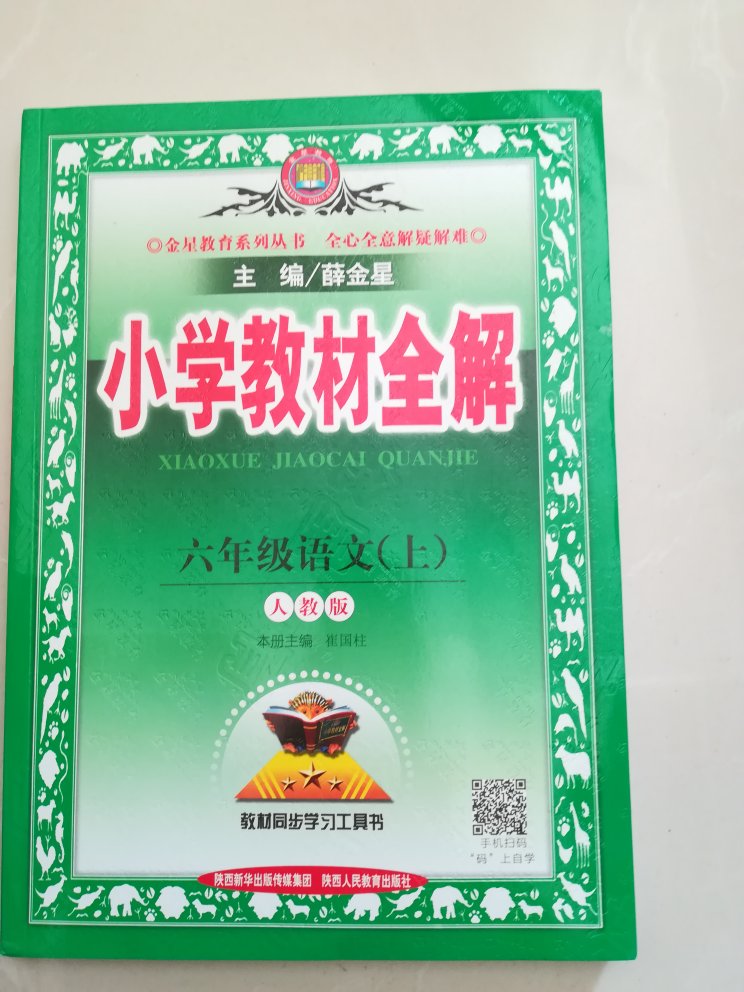 ◎金星教育系列丛书 全心全意解疑解难◎
主 编/薛金星
小学教材全解
XIAOXUE JIAOCAI QUANJIE
六年级语文(上)
人教版
本册主编 崔国柱
教材同步学习工具书
手机扫码
“码”上自学
陕西新华出版传媒集团 陕西人民教育出版社